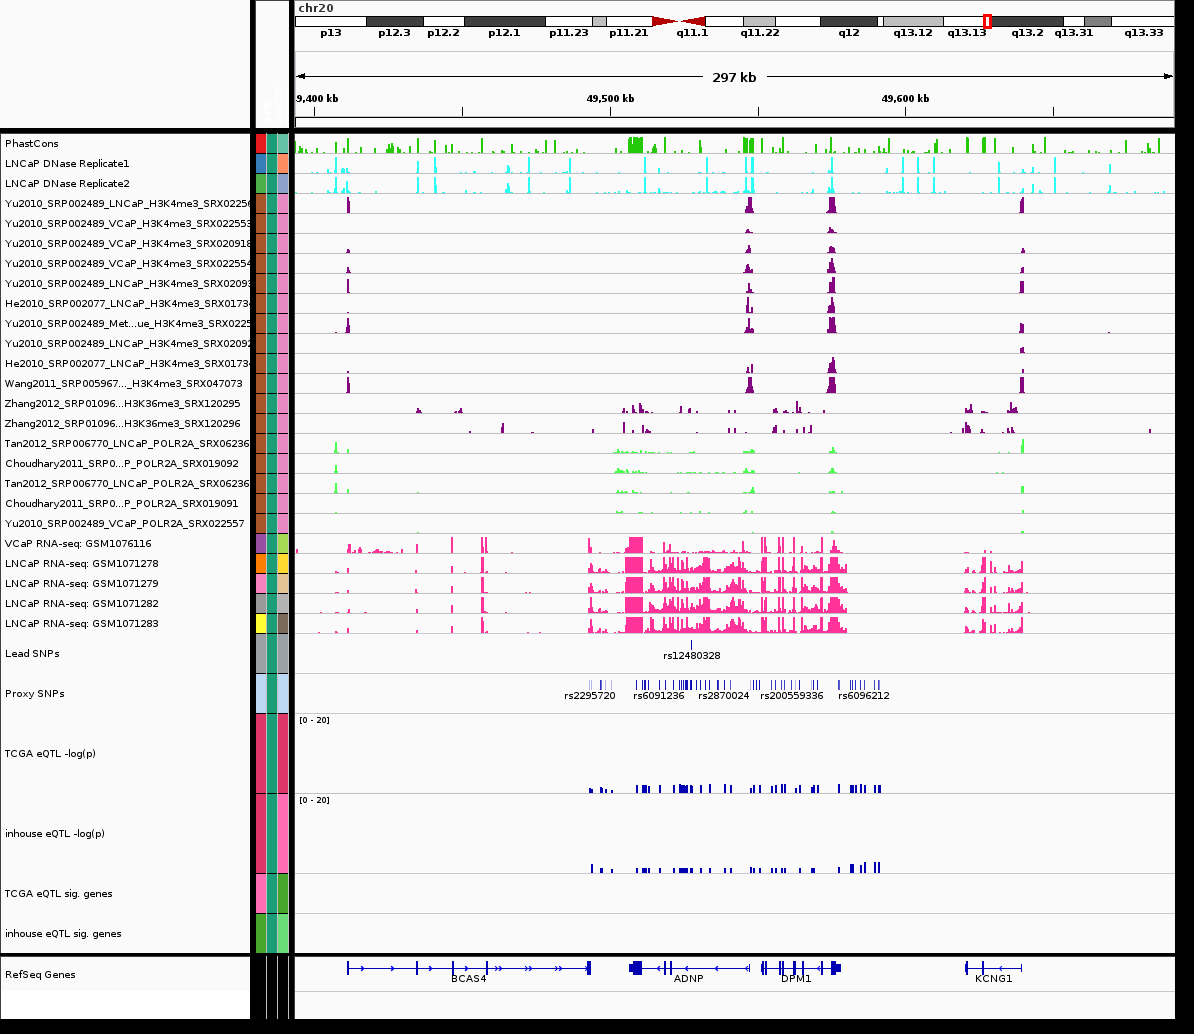 chr20
p13 p12.3 p12.2 p12.1 p11.23 p11.21 q11.1 q11.22 q12 q13.12 q13.13 q13.2 q13.31 q13.33
297 kb
9,400 kb 49,500 kb 49,600 kb
PhastCons
LNCaP DNase Replicate1
LNCaP DNase Replicate2
Yu2010_SRP002489_LNCaP_H3K4me3_SRX02250
Yu2010_SRP002489_VCaP_H3K4me3_SRX022553
Yu2010_SRP002489_VCaP_H3K4me3_SRX020918
Yu2010_SRP002489_VCaP_H3K4me3_SRX022554
Yu2010_SRP002489_LNCaP_H3K4me3_SRX0209
He2010_SRP002077_LNCaP_H3K4me3_SRX0173
Yu2010_SRP002489_Met...ue_H3K4me3_SRX0225
Yu2010_SRP002489_LNCaP_H3K4me3_SRX0209
He2010_SRP002077_LNCaP_H3K4me3_SRX0173
Wang2011_SRP005967..._H3K4me3_SRX047073
Zhang2012_SRP01096...H3K36me3_SRX120295
Zhang2012_SRP01096...H3K36me3_SRX120296
Tan2012_SRP006770_LNCaP_POLR2A_SRX06236
Choudhary2011_SRP0...P_POLR2A_SRX019092
Tan2012_SRP006770_LNCaP_POLR2A_SRX06236
Choudhary2011_SRP0...P_POLR2A_SRX019091
Yu2010_SRP002489_VCaP_POLR2A_SRX022557
VCaP RNA-seq: GSM1076116
LNCaP RNA-seq: GSM1071278
LNCaP RNA-seq: GSM1071279
LNCaP RNA-seq: GSM1071282
LNCaP RNA-seq: GSM1071283
Lead SNPs
rs12480328
Proxy SNPs
rs2295720 rs6091236 rs2870024 rs200559336 rs6096212
[0 - 20]
TCGA eQTL -log(p)
[0 - 20]
inhouse eQTL -log(p)
TCGA eQTL sig. genes
inhouse eQTL sig. genes
RefSeq Genes
BCAS4 ADNP DPM1 KCNG1